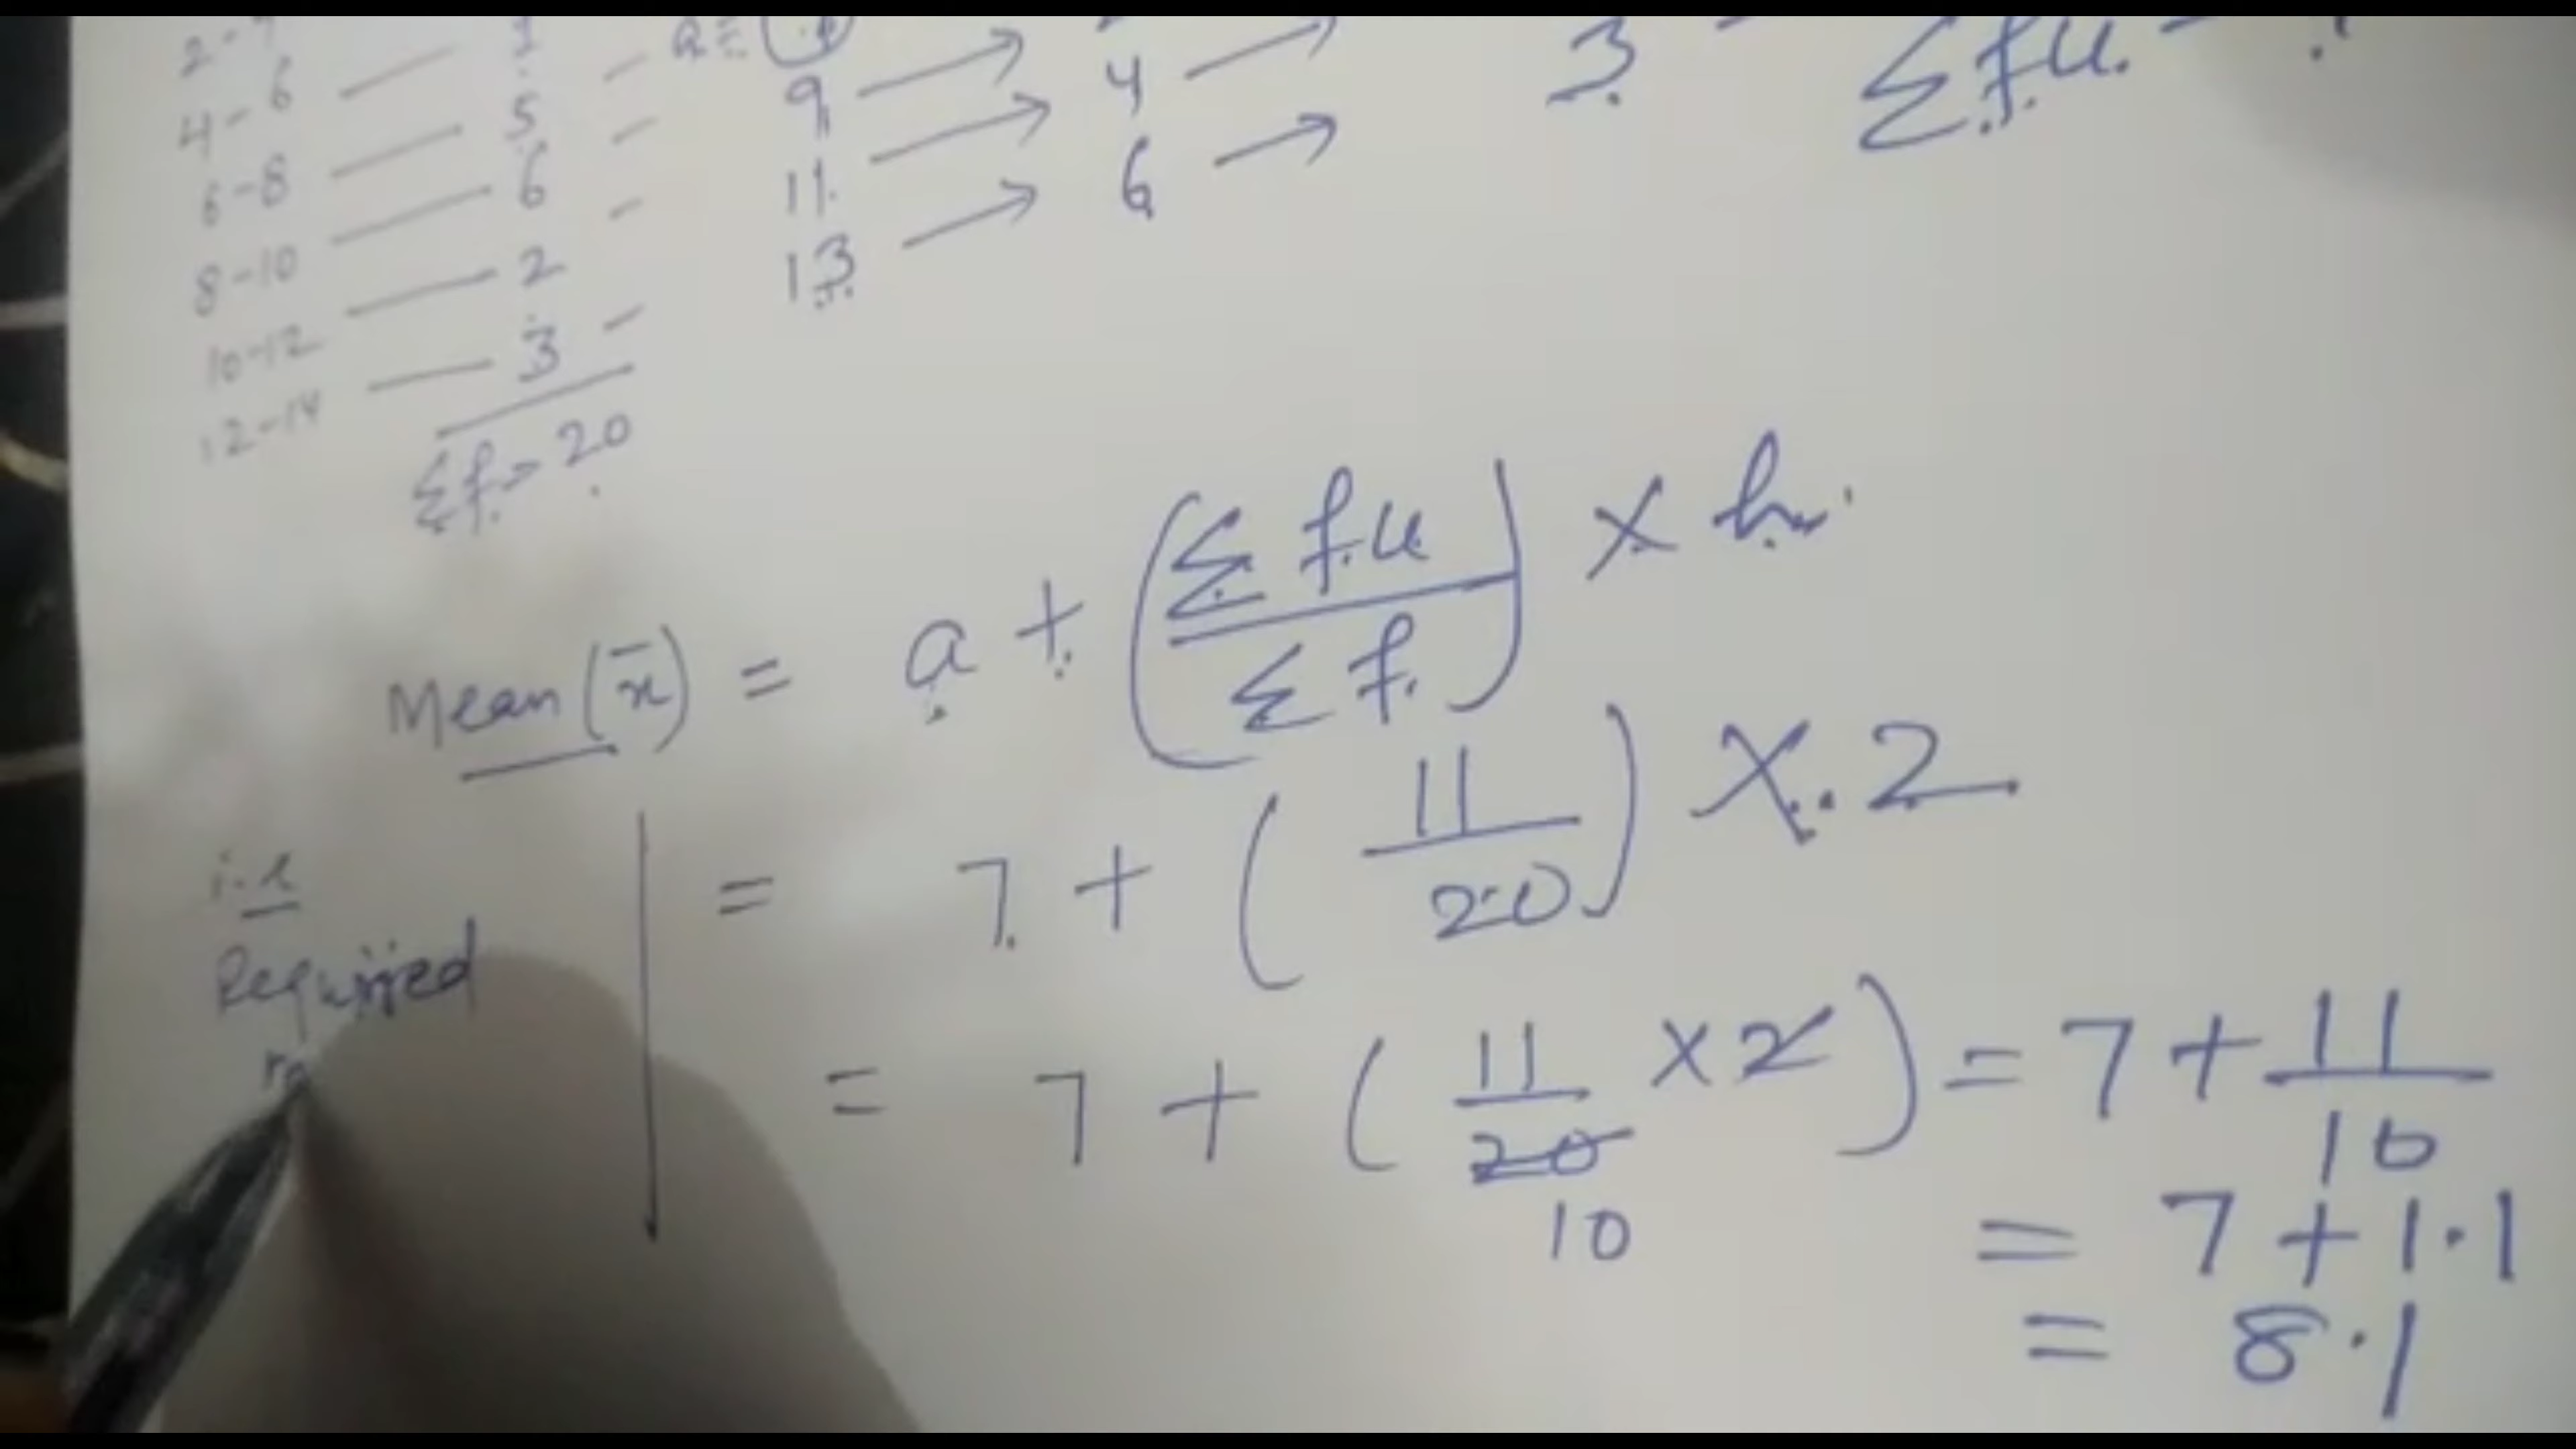 4-6 — 5 — 9 → 4 → 3 — Σfu
6-8 — 6 — 11 → 6 →
8-10 — 2 — 13 →
10-12 — 3 —
12-14
Σf = 20
Mean (x̄) = a + (Σfu / Σf) × h
= 7 + (11/20) × 2
i.e
Required
= 7 + (11/20 × 2) = 7 + 11/10
10
= 7 + 1.1
= 8.1